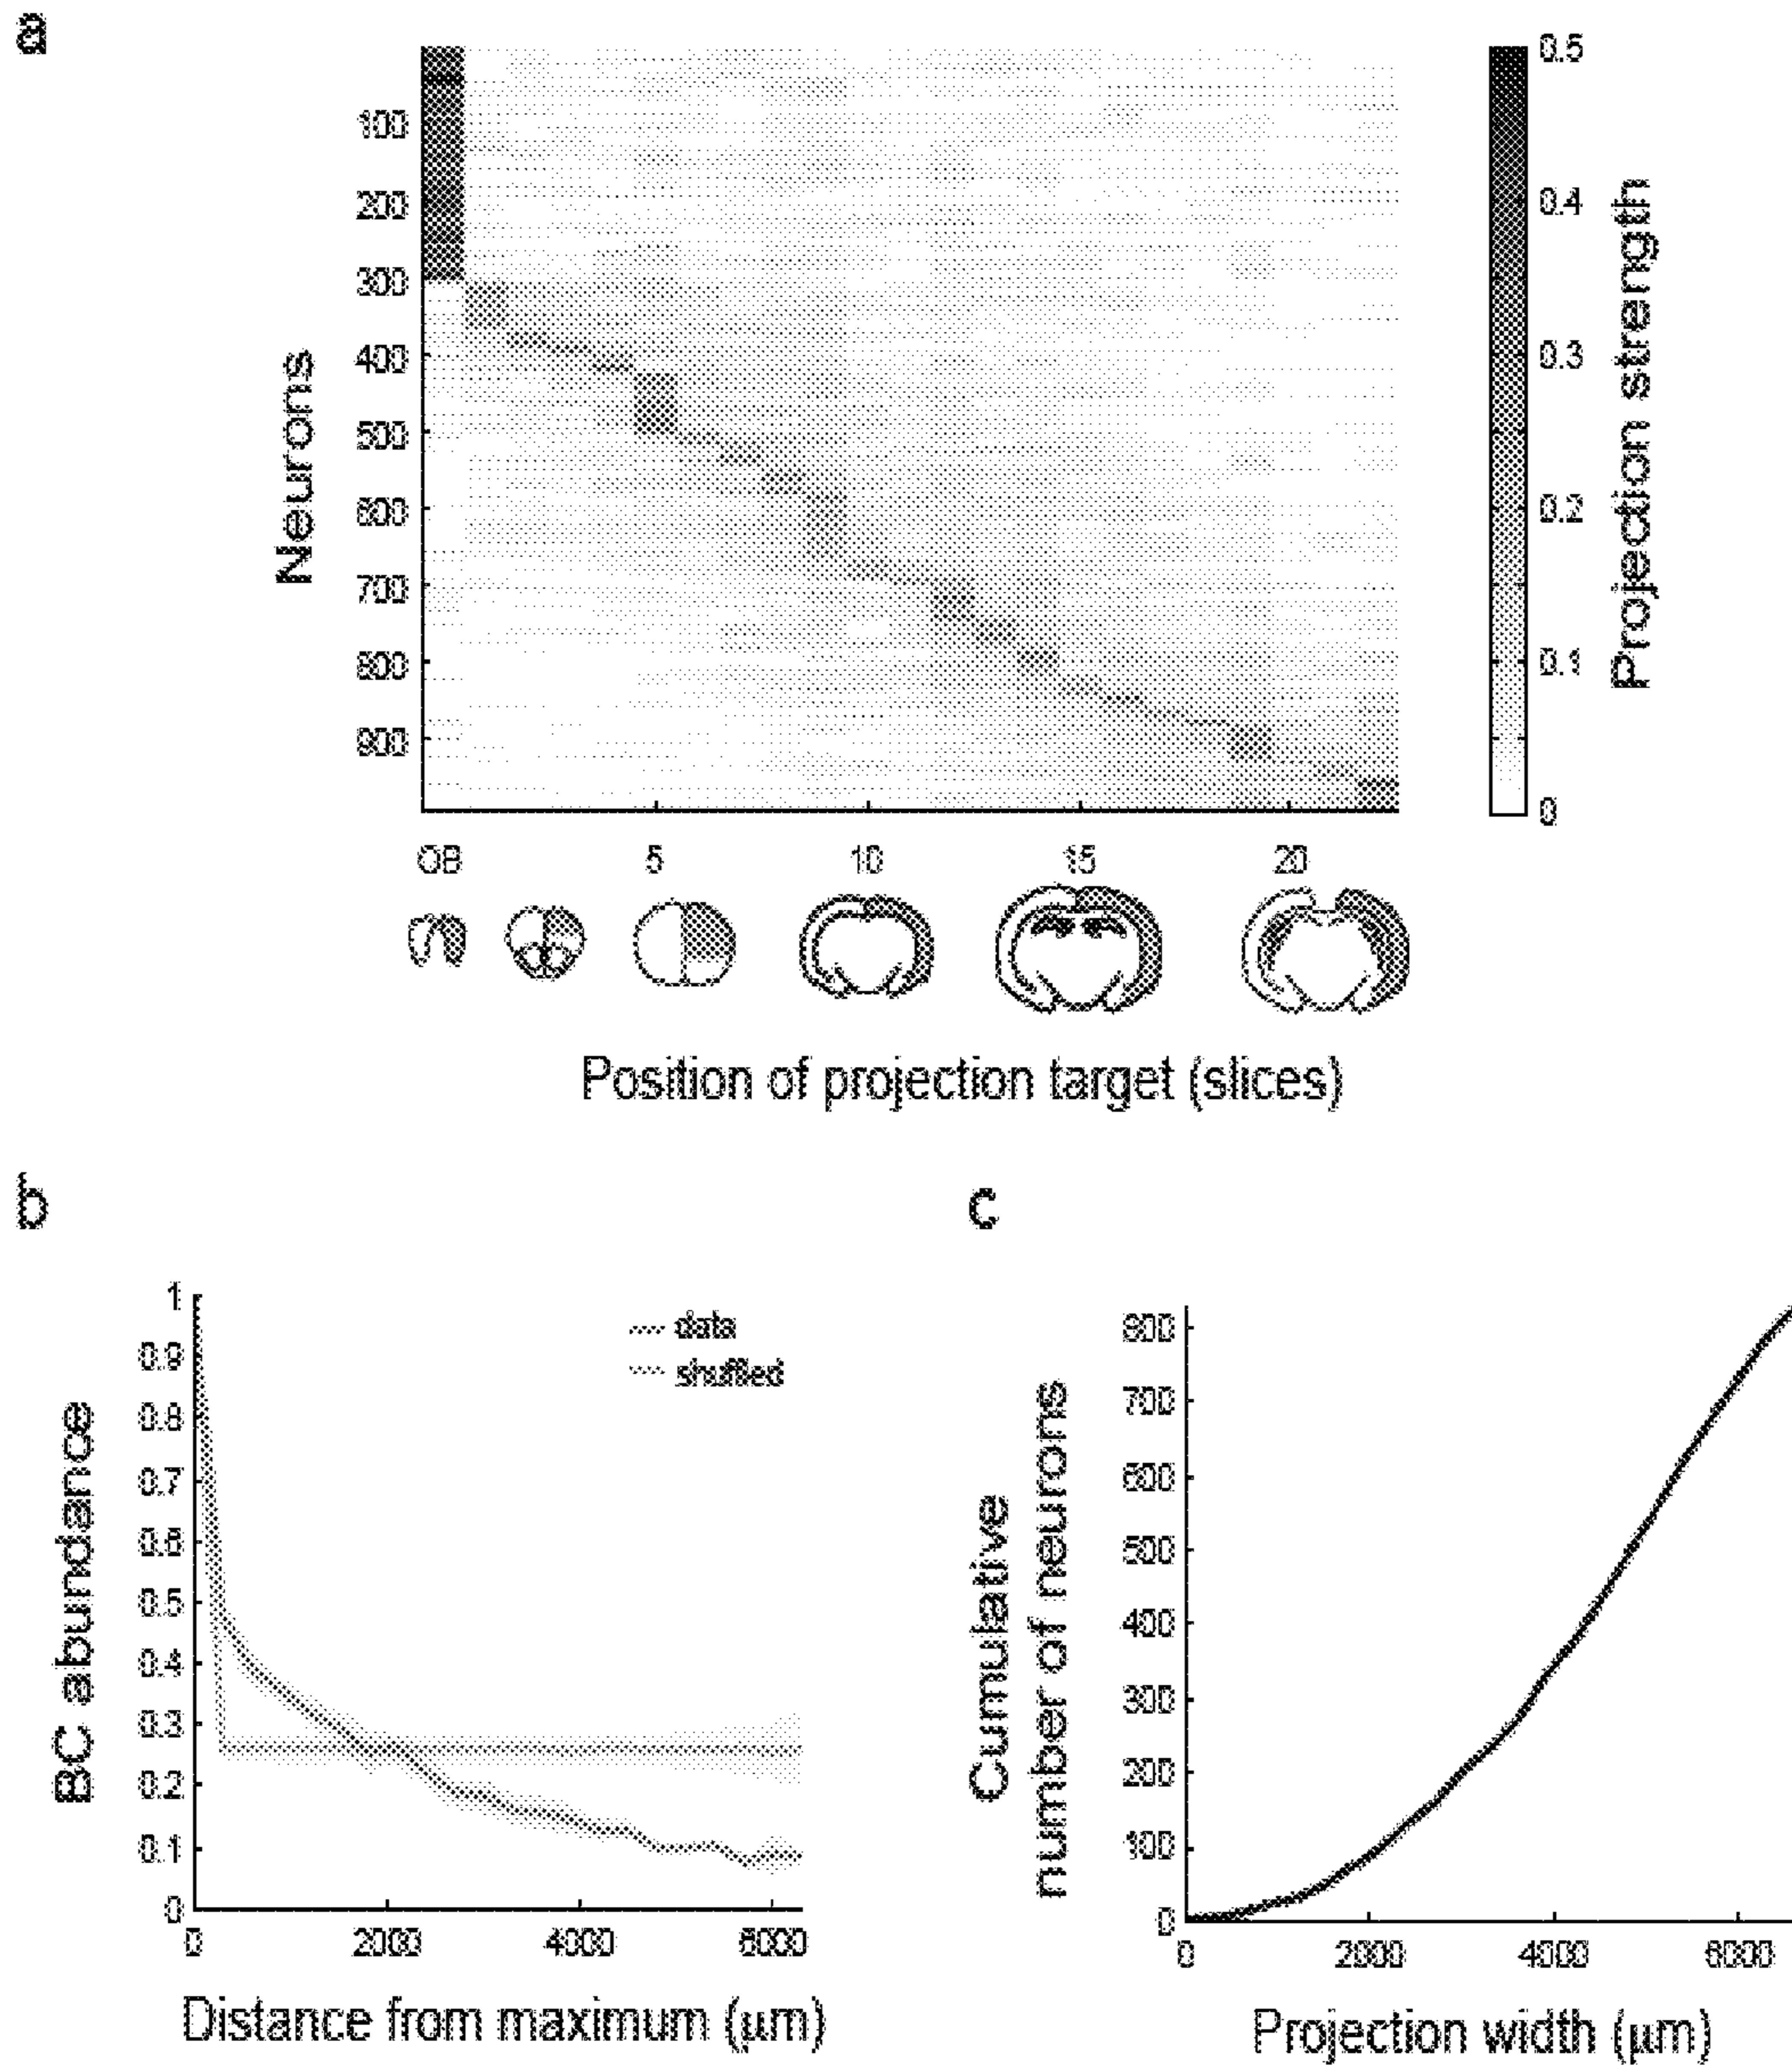 a
Neurons
100
200
300
400
500
600
700
800
900
OB 5 10 15 20
Position of projection target (slices)
0.5
0.4
0.3
0.2
0.1
0
Projection strength
b
BC abundance
1
0.9
0.8
0.7
0.6
0.5
0.4
0.3
0.2
0.1
0
data
shuffled
0 2000 4000 6000
Distance from maximum (μm)
c
Cumulative
number of neurons
800
700
600
500
400
300
200
100
0
0 2000 4000 6000
Projection width (μm)